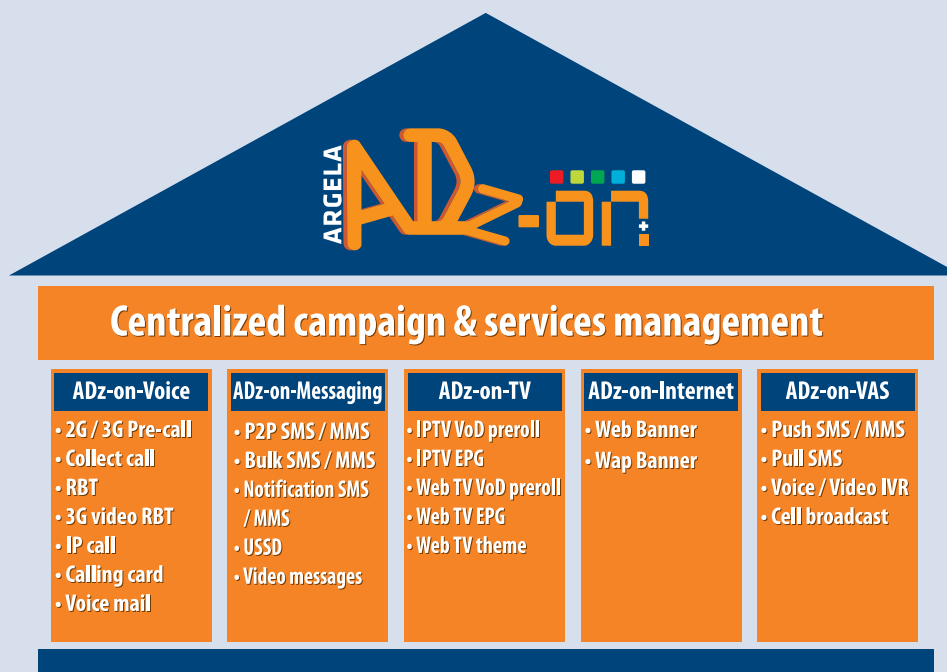 ARGELA
ADz-on
Centralized campaign & services management
ADz-on-Voice
• 2G / 3G Pre-call
• Collect call
• RBT
• 3G video RBT
• IP call
• Calling card
• Voice mail
ADz-on-Messaging
• P2P SMS / MMS
• Bulk SMS / MMS
• Notification SMS
/ MMS
• USSD
• Video messages
ADz-on-TV
• IPTV VoD preroll
• IPTV EPG
• Web TV VoD preroll
• Web TV EPG
• Web TV theme
ADz-on-Internet
• Web Banner
• Wap Banner
ADz-on-VAS
• Push SMS / MMS
• Pull SMS
• Voice / Video IVR
• Cell broadcast